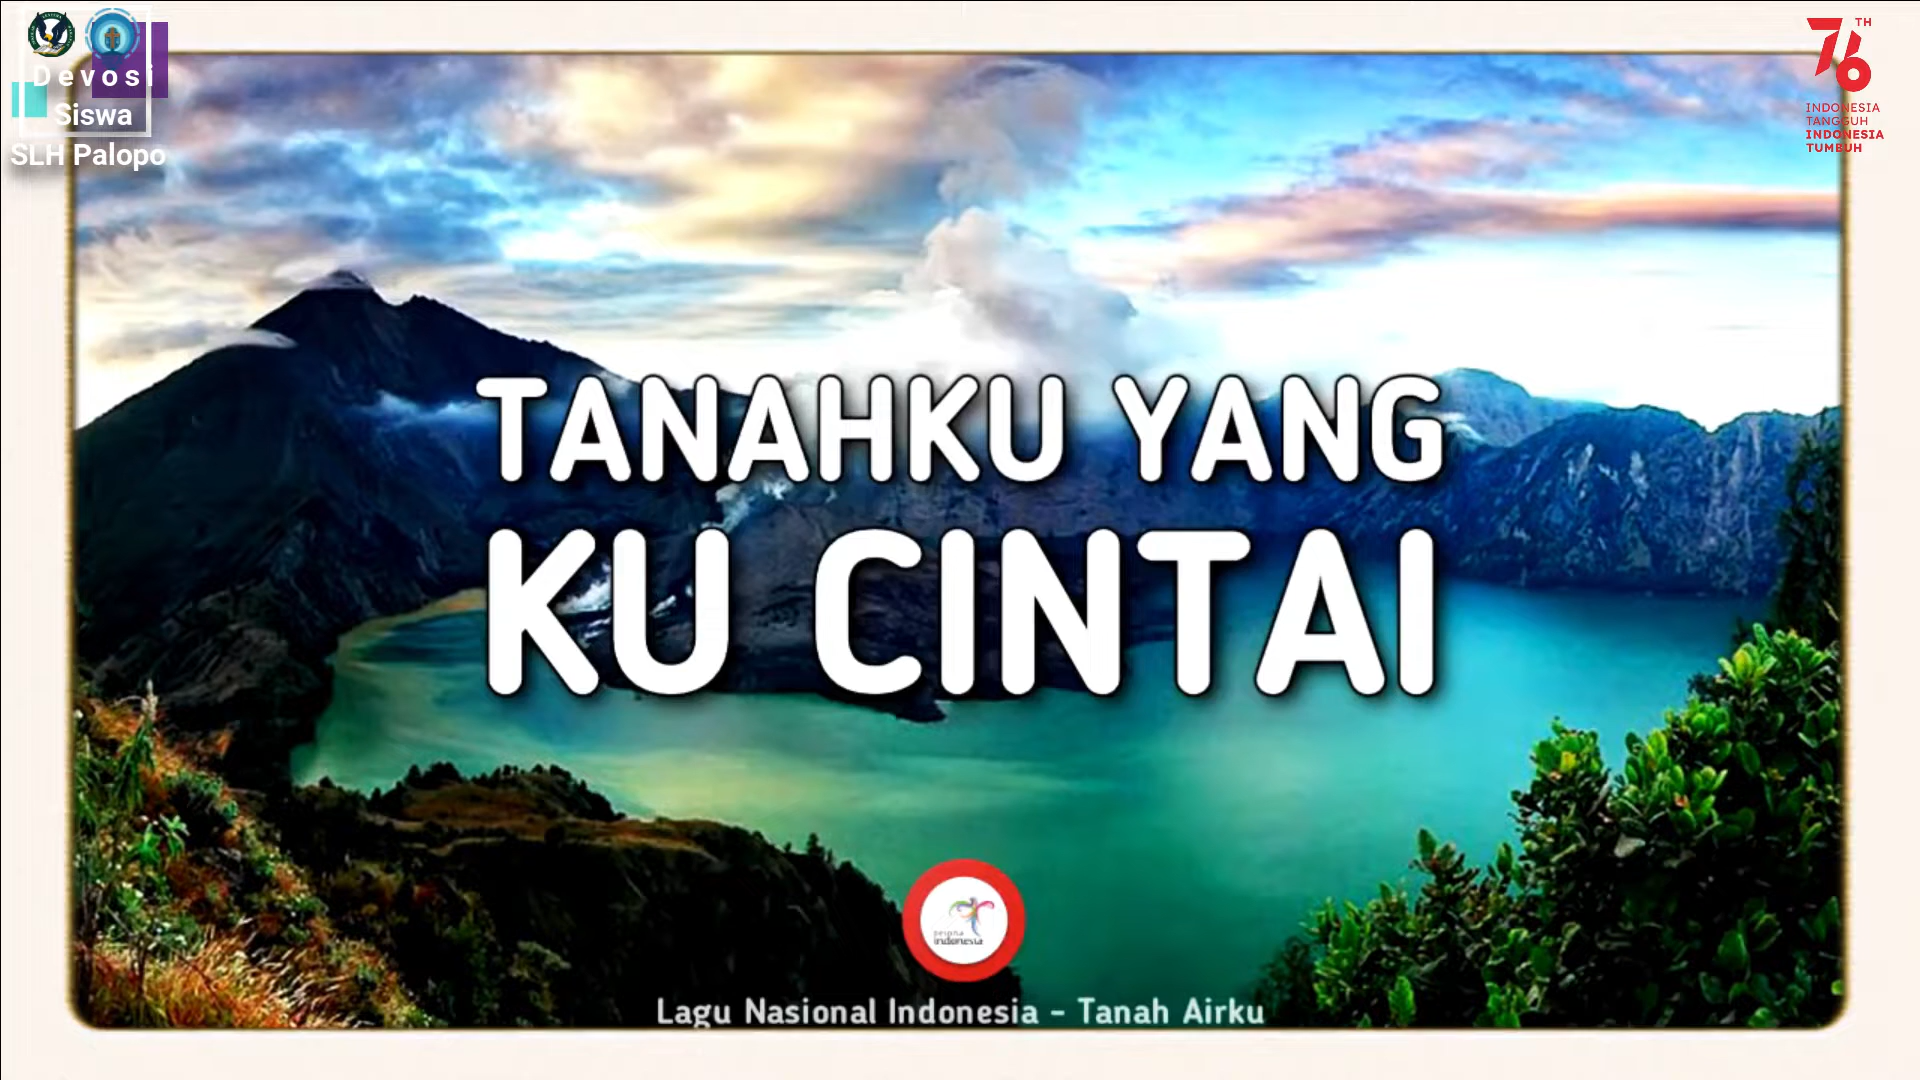 Devosi
Siswa
SLH Palopo
76
TH
INDONESIA
TANGGUH
INDONESIA
TUMBUH
TANAHKU YANG
KU CINTAI
pesona
indonesia
Lagu Nasional Indonesia - Tanah Airku